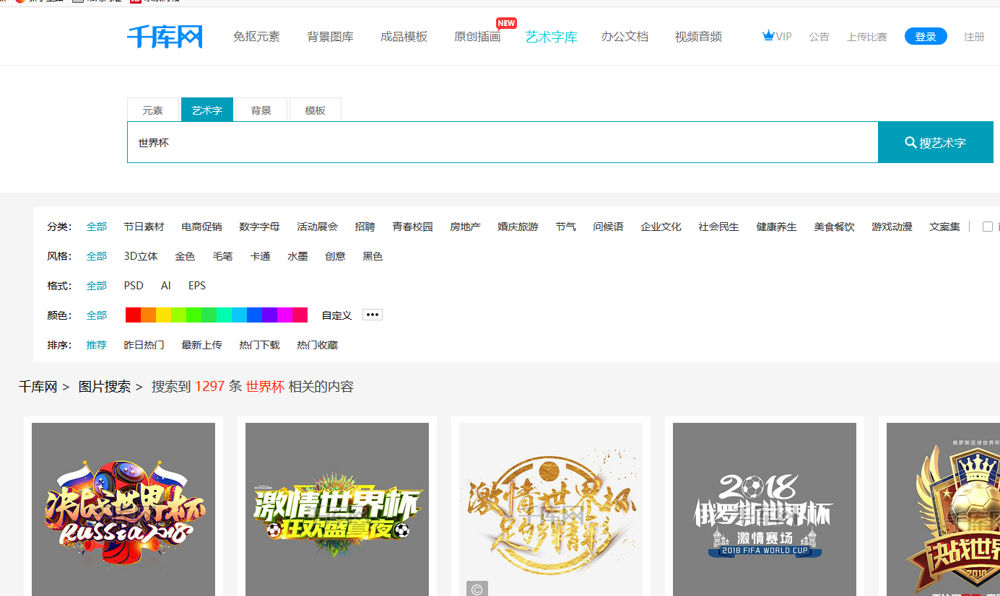 千库网 免抠元素 背景图库 成品模板 原创插画 NEW 艺术字库 办公文档 视频音频 VIP 公告 上传比赛 登录 注册
元素 艺术字 背景 模板
世界杯 搜艺术字
分类: 全部 节日素材 电商促销 数字字母 活动展会 招聘 青春校园 房地产 婚庆旅游 节气 问候语 企业文化 社会民生 健康养生 美食餐饮 游戏动漫 文案集
风格: 全部 3D立体 金色 毛笔 卡通 水墨 创意 黑色
格式: 全部 PSD AI EPS
颜色: 全部 自定义 •••
排序: 推荐 昨日热门 最新上传 热门下载 热门收藏
千库网 > 图片搜索 > 搜索到 1297 条 世界杯 相关的内容
决战世界杯
Russia2018
激情世界杯
狂欢盛宴夜
激情世界杯
足够精彩
千库网
©
2018
俄罗斯世界杯
激情赛场
2018 FIFA WORLD CUP
俄罗斯足球世界杯
决战世界
2018